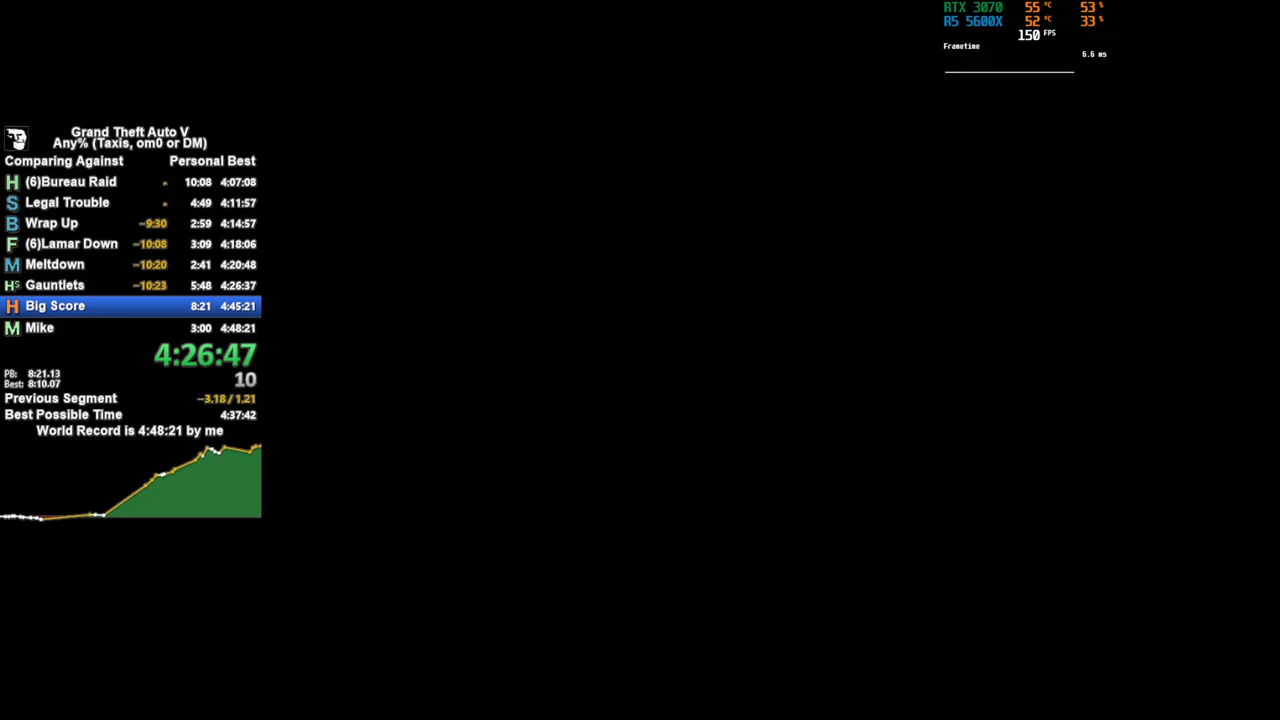 RTX 3070 55 °C 53 %
R5 5600X 52 °C 33 %
150 FPS
Frametime
6.6 ms
Grand Theft Auto V
Any% (Taxis, om0 or DM)
Comparing Against Personal Best
H (6)Bureau Raid - 10:08 4:07:08
S Legal Trouble - 4:49 4:11:57
B Wrap Up −9:30 2:59 4:14:57
F (6)Lamar Down −10:08 3:09 4:18:06
M Meltdown −10:20 2:41 4:20:48
HS Gauntlets −10:23 5:48 4:26:37
H Big Score 8:21 4:45:21
M Mike 3:00 4:48:21
4:26:47
PB: 8:21.13
Best: 8:10.07
10
Previous Segment −3.18 / 1.21
Best Possible Time 4:37:42
World Record is 4:48:21 by me